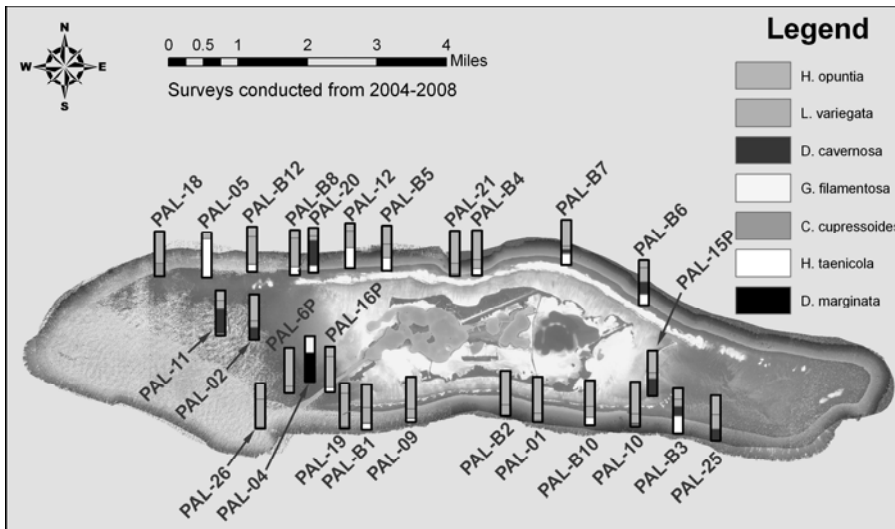 N
W E
S
0 0.5 1 2 3 4
Miles
Surveys conducted from 2004-2008
Legend
H. opuntia
L. variegata
D. cavernosa
G. filamentosa
C. cupressoides
H. taenicola
D. marginata
PAL-18
PAL-05
PAL-B12
PAL-B8
PAL-20
PAL-12
PAL-B5
PAL-21
PAL-B4
PAL-B7
PAL-B6
PAL-15P
PAL-11
PAL-02
PAL-6P
PAL-16P
PAL-26
PAL-04
PAL-19
PAL-B1
PAL-09
PAL-B2
PAL-01
PAL-B10
PAL-10
PAL-B3
PAL-25